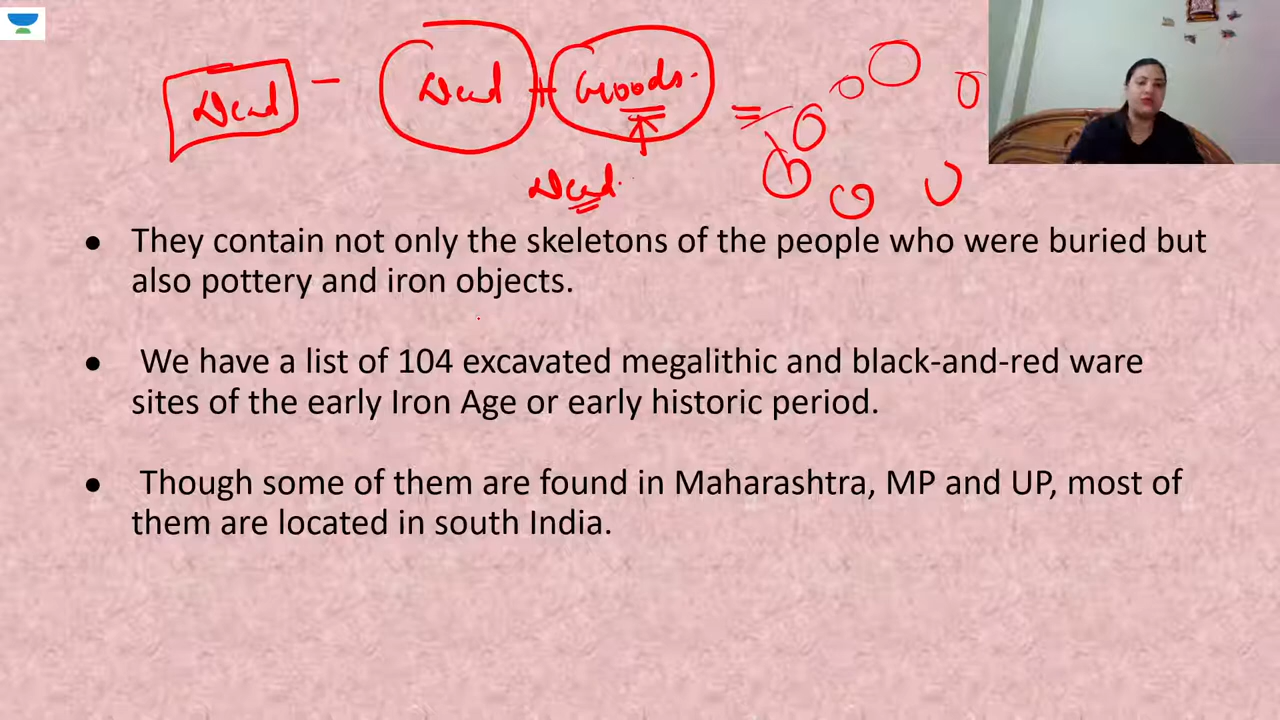 Dead - Dead + Goods. =
Dead.
● They contain not only the skeletons of the people who were buried but
also pottery and iron objects.
● We have a list of 104 excavated megalithic and black-and-red ware
sites of the early Iron Age or early historic period.
● Though some of them are found in Maharashtra, MP and UP, most of
them are located in south India.